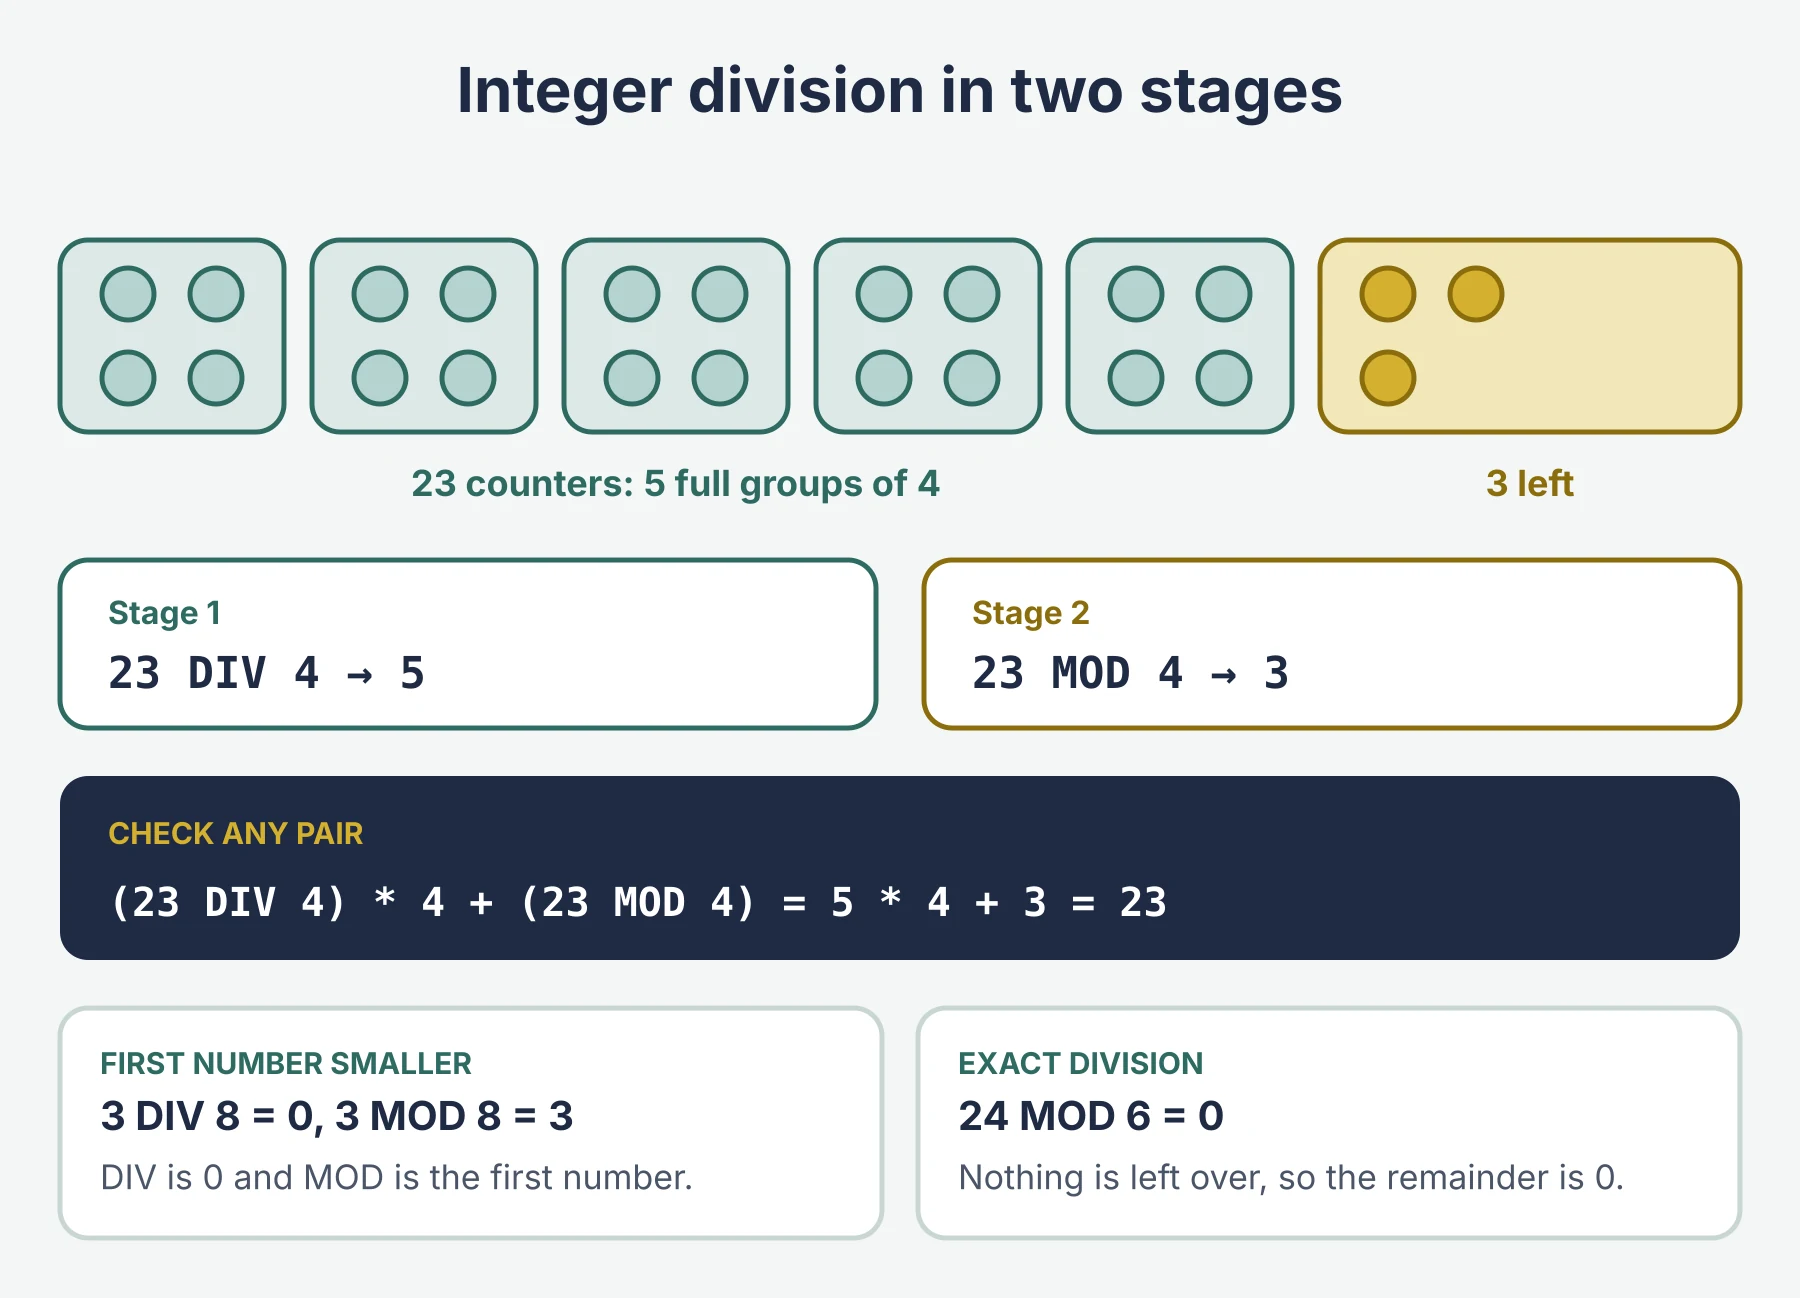 Integer division in two stages
23 counters: 5 full groups of 4
3 left
Stage 1
23 DIV 4 → 5
Stage 2
23 MOD 4 → 3
CHECK ANY PAIR
(23 DIV 4) * 4 + (23 MOD 4) = 5 * 4 + 3 = 23
FIRST NUMBER SMALLER
3 DIV 8 = 0, 3 MOD 8 = 3
DIV is 0 and MOD is the first number.
EXACT DIVISION
24 MOD 6 = 0
Nothing is left over, so the remainder is 0.